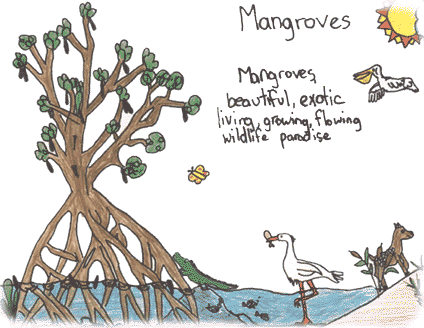 Mangroves
Mangroves,
beautiful, exotic
living, growing, flowing
wildlife paradise